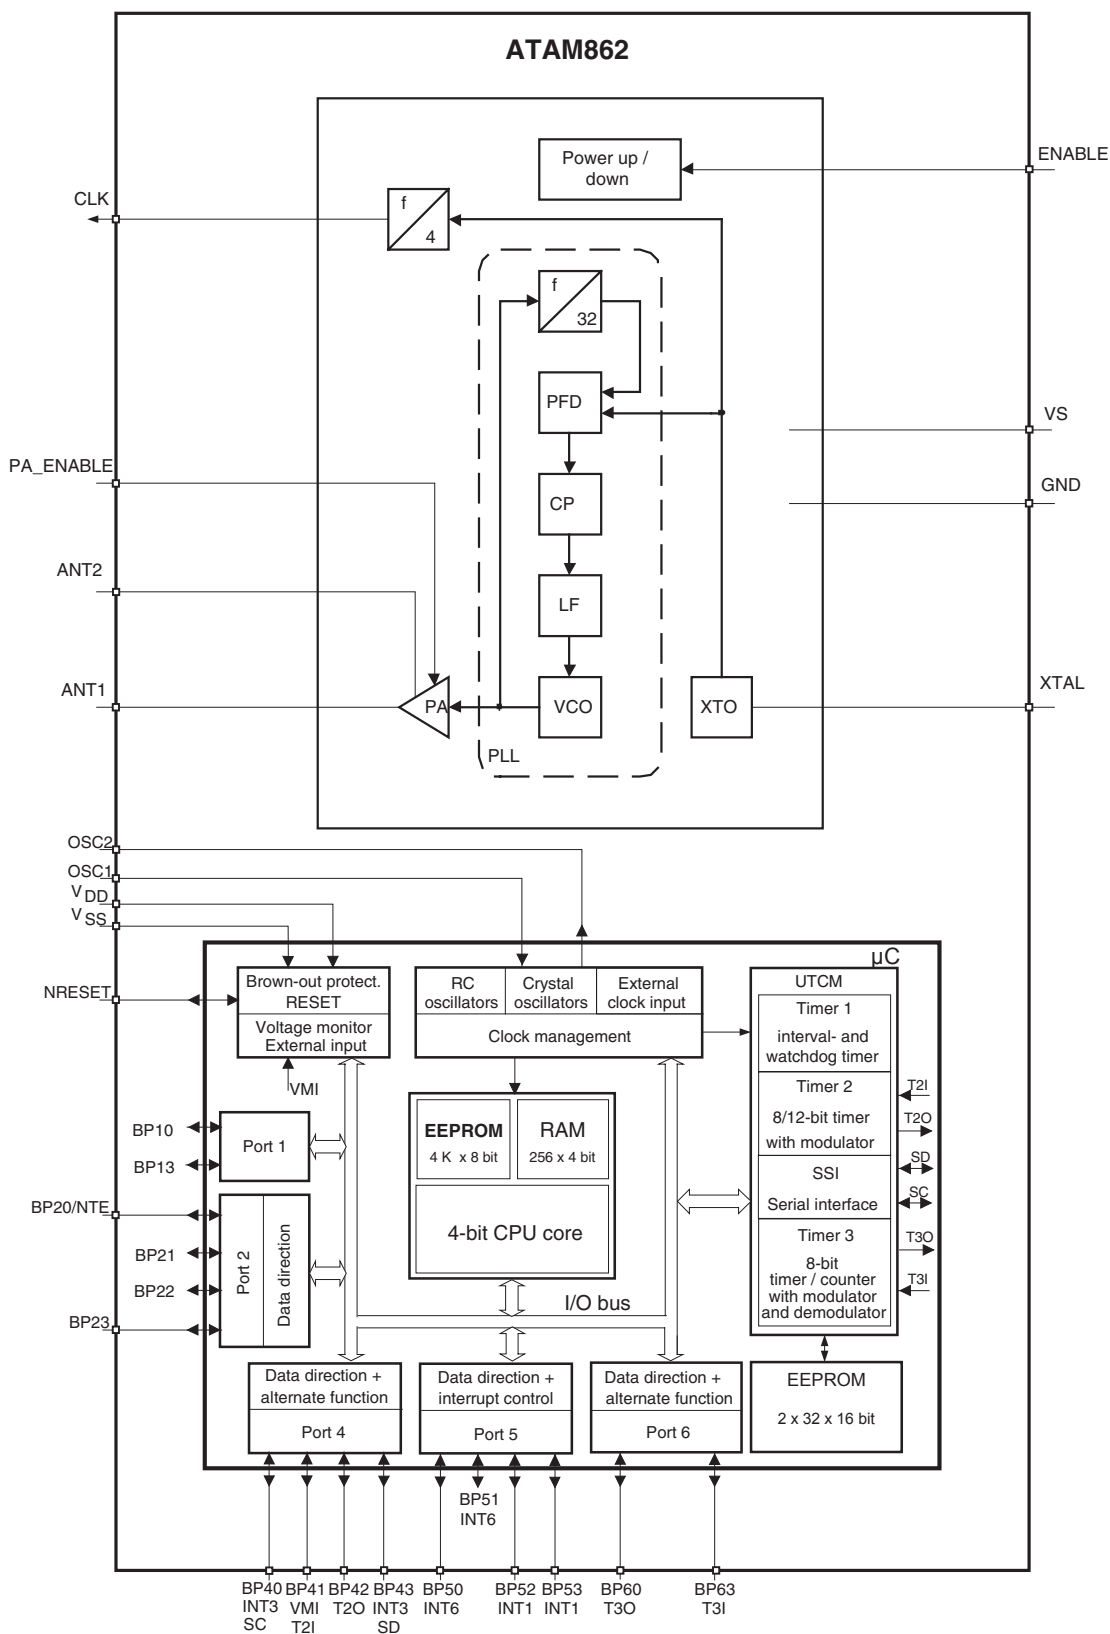 ATAM862
Power up /
down
ENABLE
CLK
f
4
f
32
PFD
VS
PA_ENABLE
GND
CP
ANT2
LF
ANT1
PA
VCO
XTO
XTAL
PLL
OSC2
OSC1
V DD
V SS
µC
NRESET
Brown-out protect.
RESET
Voltage monitor
External input
VMI
RC
oscillators
Crystal
oscillators
External
clock input
Clock management
UTCM
Timer 1
interval- and
watchdog timer
Timer 2
8/12-bit timer
with modulator
SSI
Serial interface
Timer 3
8-bit
timer / counter
with modulator
and demodulator
T2I
T2O
SD
SC
T3O
T3I
EEPROM
4 K x 8 bit
RAM
256 x 4 bit
4-bit CPU core
I/O bus
BP10
BP13
Port 1
BP20/NTE
BP21
BP22
BP23
Port 2
Data direction
Data direction +
alternate function
Port 4
Data direction +
interrupt control
Port 5
Data direction +
alternate function
Port 6
EEPROM
2 x 32 x 16 bit
BP51
INT6
BP40
INT3
SC
BP41
VMI
T2I
BP42
T2O
BP43
INT3
SD
BP50
INT6
BP52
INT1
BP53
INT1
BP60
T3O
BP63
T3I